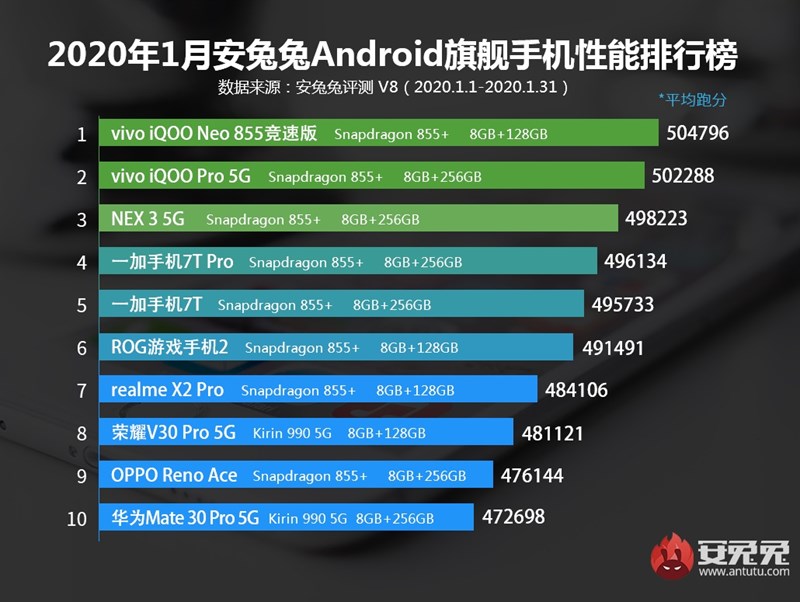 2020年1月安兔兔Android旗舰手机性能排行榜
数据来源：安兔兔评测 V8（2020.1.1-2020.1.31）
*平均跑分
1 vivo iQOO Neo 855竞速版 Snapdragon 855+ 8GB+128GB 504796
2 vivo iQOO Pro 5G Snapdragon 855+ 8GB+256GB 502288
3 NEX 3 5G Snapdragon 855+ 8GB+256GB 498223
4 一加手机7T Pro Snapdragon 855+ 8GB+256GB 496134
5 一加手机7T Snapdragon 855+ 8GB+256GB 495733
6 ROG游戏手机2 Snapdragon 855+ 8GB+128GB 491491
7 realme X2 Pro Snapdragon 855+ 8GB+128GB 484106
8 荣耀V30 Pro 5G Kirin 990 5G 8GB+128GB 481121
9 OPPO Reno Ace Snapdragon 855+ 8GB+256GB 476144
10 华为Mate 30 Pro 5G Kirin 990 5G 8GB+256GB 472698
安兔兔
www.antutu.com